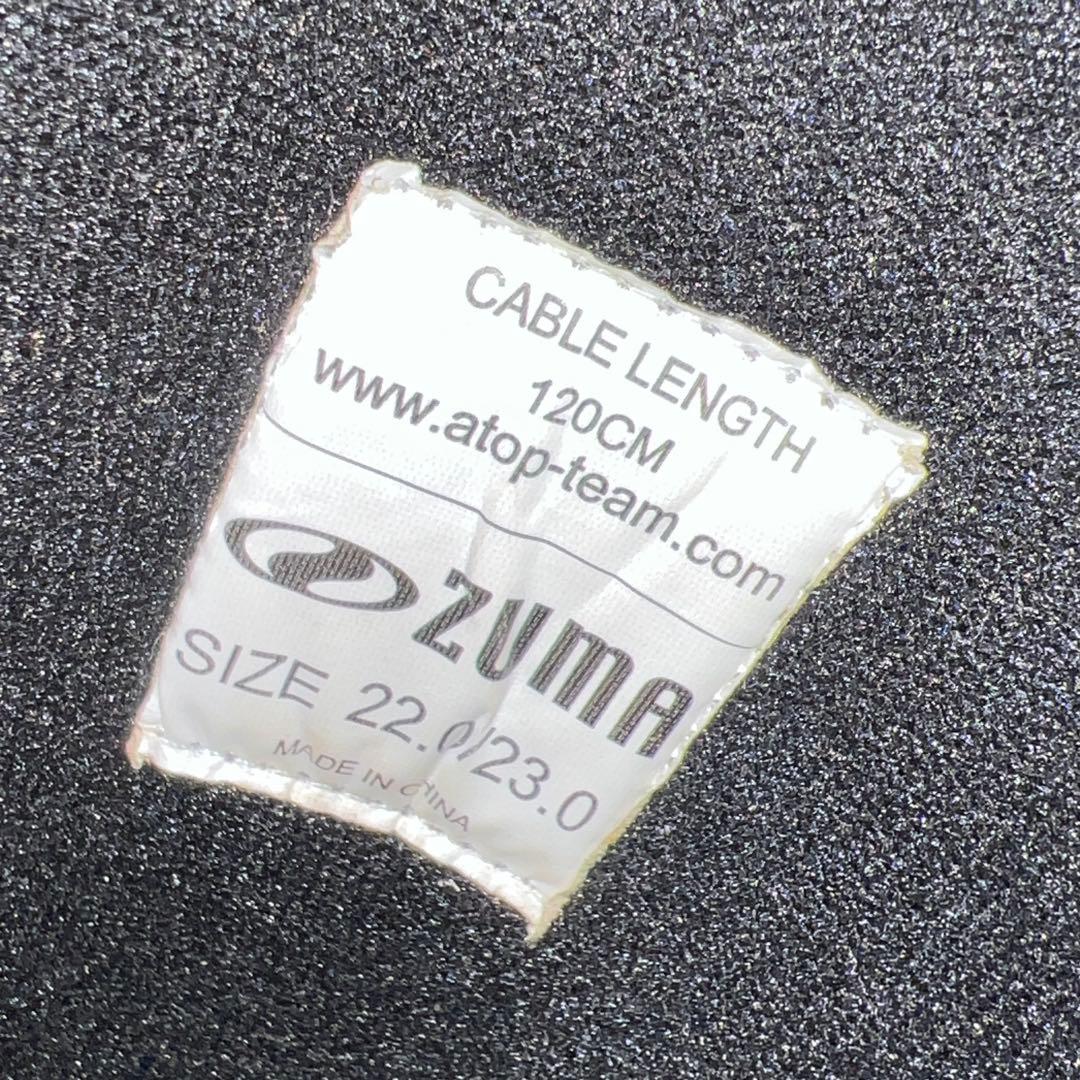 CABLE LENGTH
120CM
www.atop-team.com
ZUMA
SIZE 22.0/23.0
MADE IN CHINA